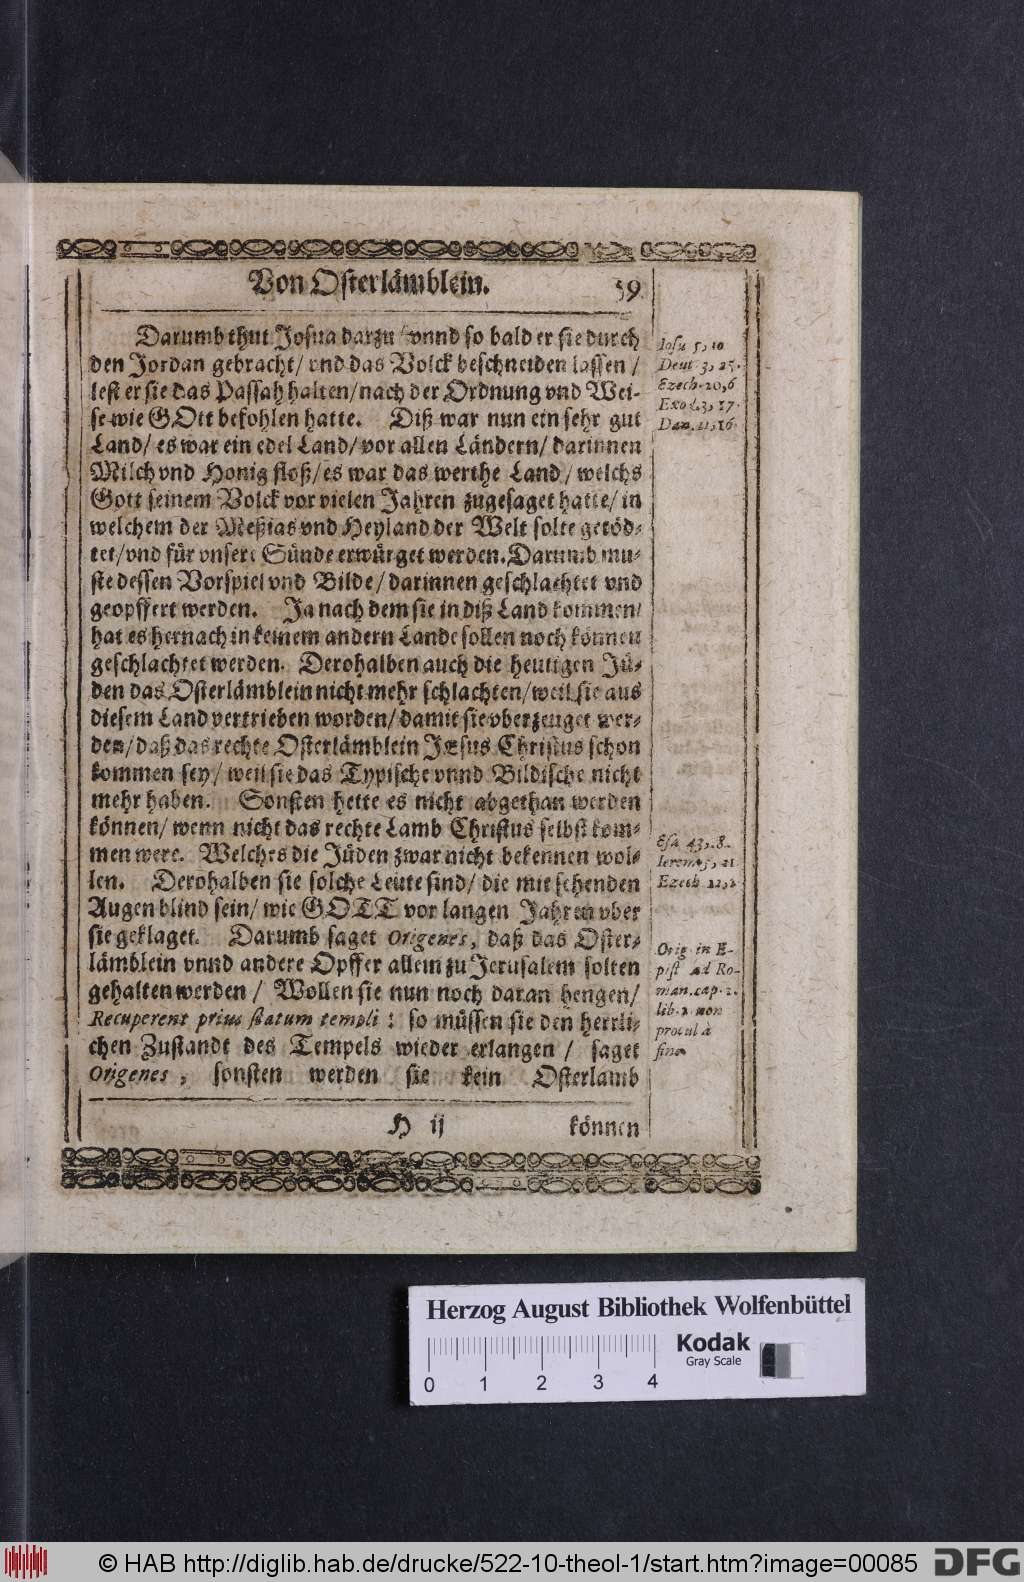 Von Osterlämblein. 59
Darumb thut Josua darzu / vnnd so bald er sie durch
den Jordan gebracht / vnd das Volck beschneiden lassen /
lest er sie das Passah halten / nach der Ordnung vnd Wei-
se wie GOtt befohlen hatte. Diß war nun ein sehr gut
Land / es war ein edel Land / vor allen Ländern / darinnen
Milch vnd Honig floß / es war das werthe Land / welchs
Gott seinem Volck vor vielen Jahren zugesaget hatte / in
welchem der Meßias vnd Heyland der Welt solte getöd-
tet / vnd für vnsere Sünde erwürget werden. Darumb mu-
ste dessen Vorspiel vnd Bilde / darinnen geschlachtet vnd
geopffert werden. Ja nach dem sie in diß Land kommen /
hat es hernach in keinem andern Lande sollen noch können
geschlachtet werden. Derohalben auch die heutigen Jü-
den das Osterlämblein nicht mehr schlachten / weil sie aus
diesem Land vertrieben worden / damit sie vberzeuget wer-
den / daß das rechte Osterlämblein JEsus Christus schon
kommen sey / weil sie das Typische vnnd Bildische nicht
mehr haben. Sonsten hette es nicht abgethan werden
können / wenn nicht das rechte Lamb Christus selbst kom-
men were. Welches die Jüden zwar nicht bekennen wol-
len. Derohalben sie solche Leute sind / die mit sehenden
Augen blind sein / wie GOTT vor langen Jahren vber
sie geklaget. Darumb saget Origenes, daß das Oster-
lämblein vnnd andere Opffer allein zu Jerusalem solten
gehalten werden / Wollen sie nun noch daran hengen /
Recuperent prius statum templi : so müssen sie den herrli-
chen Zustandt des Tempels wieder erlangen / saget
Origenes, sonsten werden sie kein Osterlamb
H ij können
Josu. 5, 10
Deut. 3, 25.
Ezech. 20, 6
Exod. 3, 17.
Dan. 11, 16.
Esa. 43, 8.
Jerem. 5, 21
Ezech. 12, 2
Orig. in E-
pist. ad Ro-
man. cap. 2.
lib. 2 non
procul à
fine
Herzog August Bibliothek Wolfenbüttel
Kodak
Gray Scale
0 1 2 3 4
© HAB http://diglib.hab.de/drucke/522-10-theol-1/start.htm?image=00085
DFG